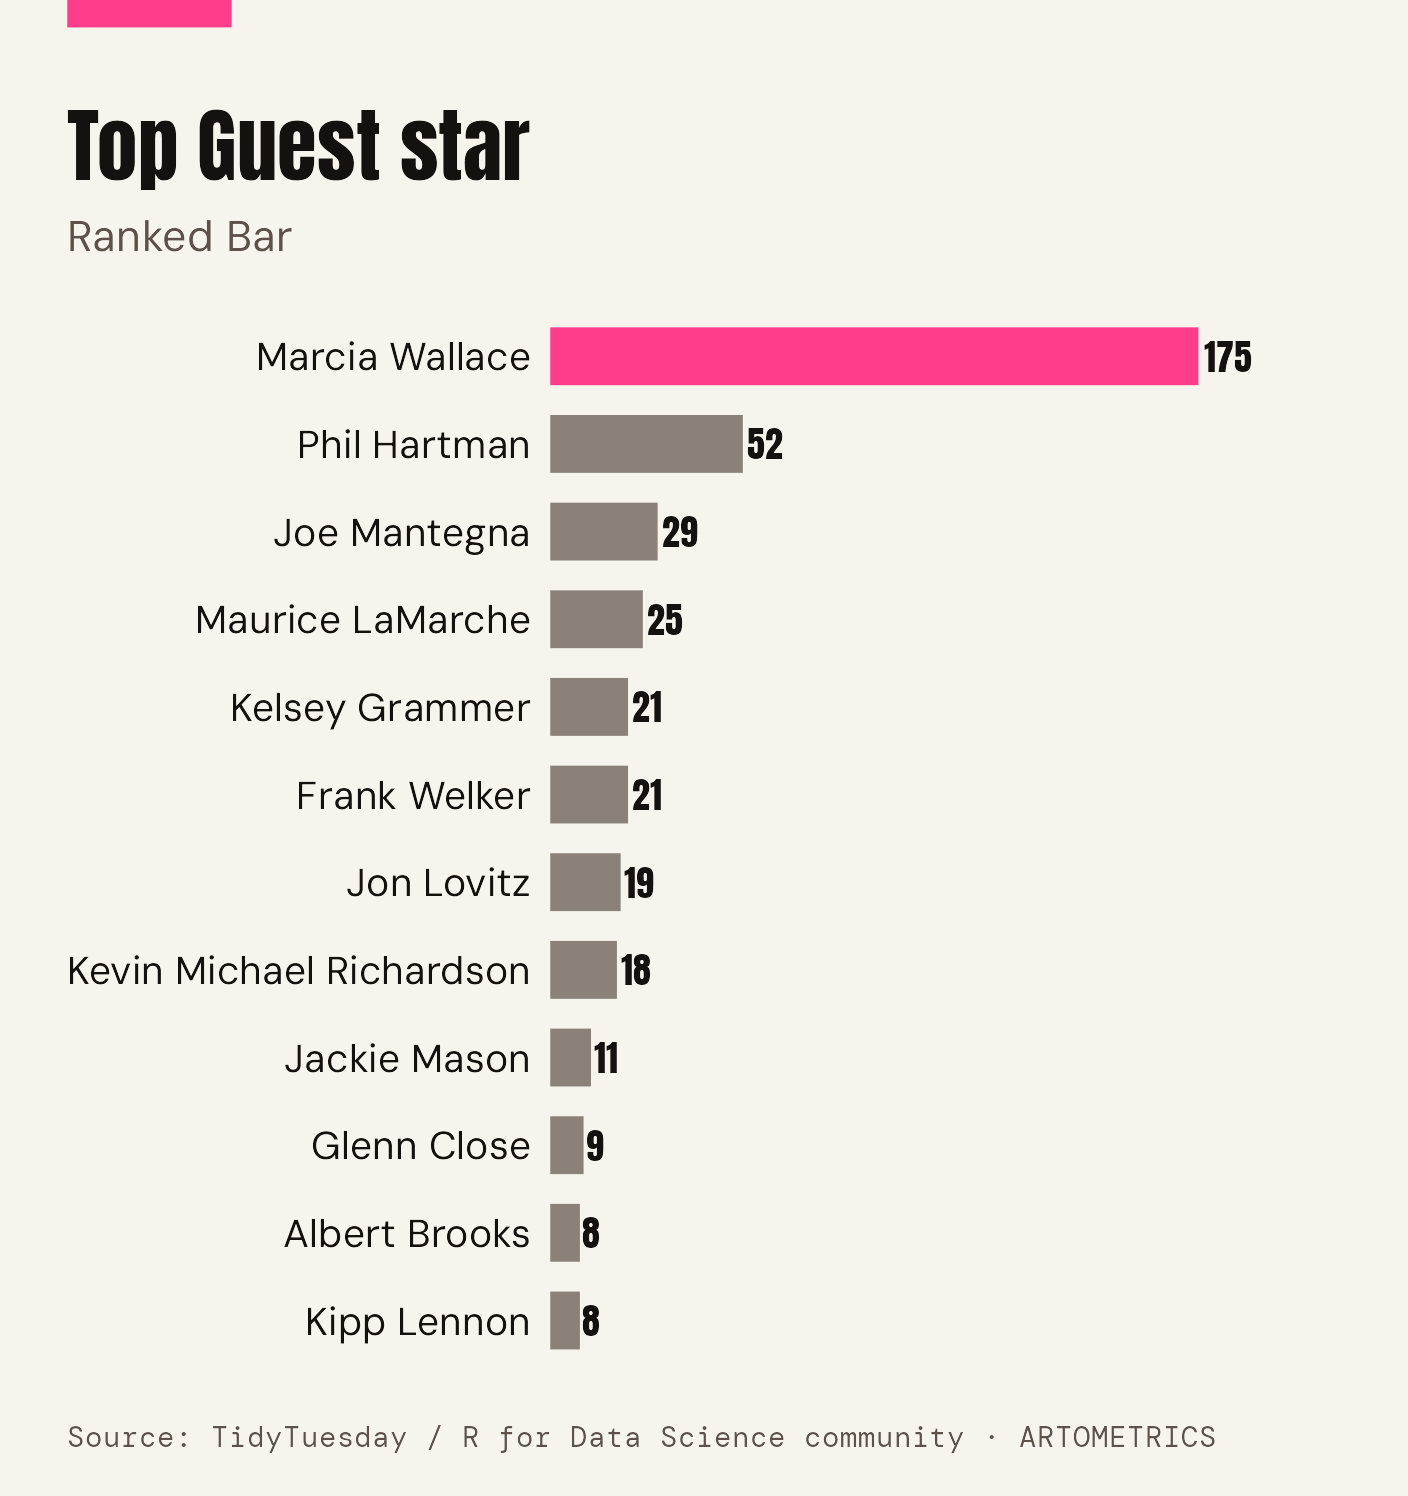 Top Guest star
Ranked Bar
Marcia Wallace 175
Phil Hartman 52
Joe Mantegna 29
Maurice LaMarche 25
Kelsey Grammer 21
Frank Welker 21
Jon Lovitz 19
Kevin Michael Richardson 18
Jackie Mason 11
Glenn Close 9
Albert Brooks 8
Kipp Lennon 8
Source: TidyTuesday / R for Data Science community · ARTOMETRICS